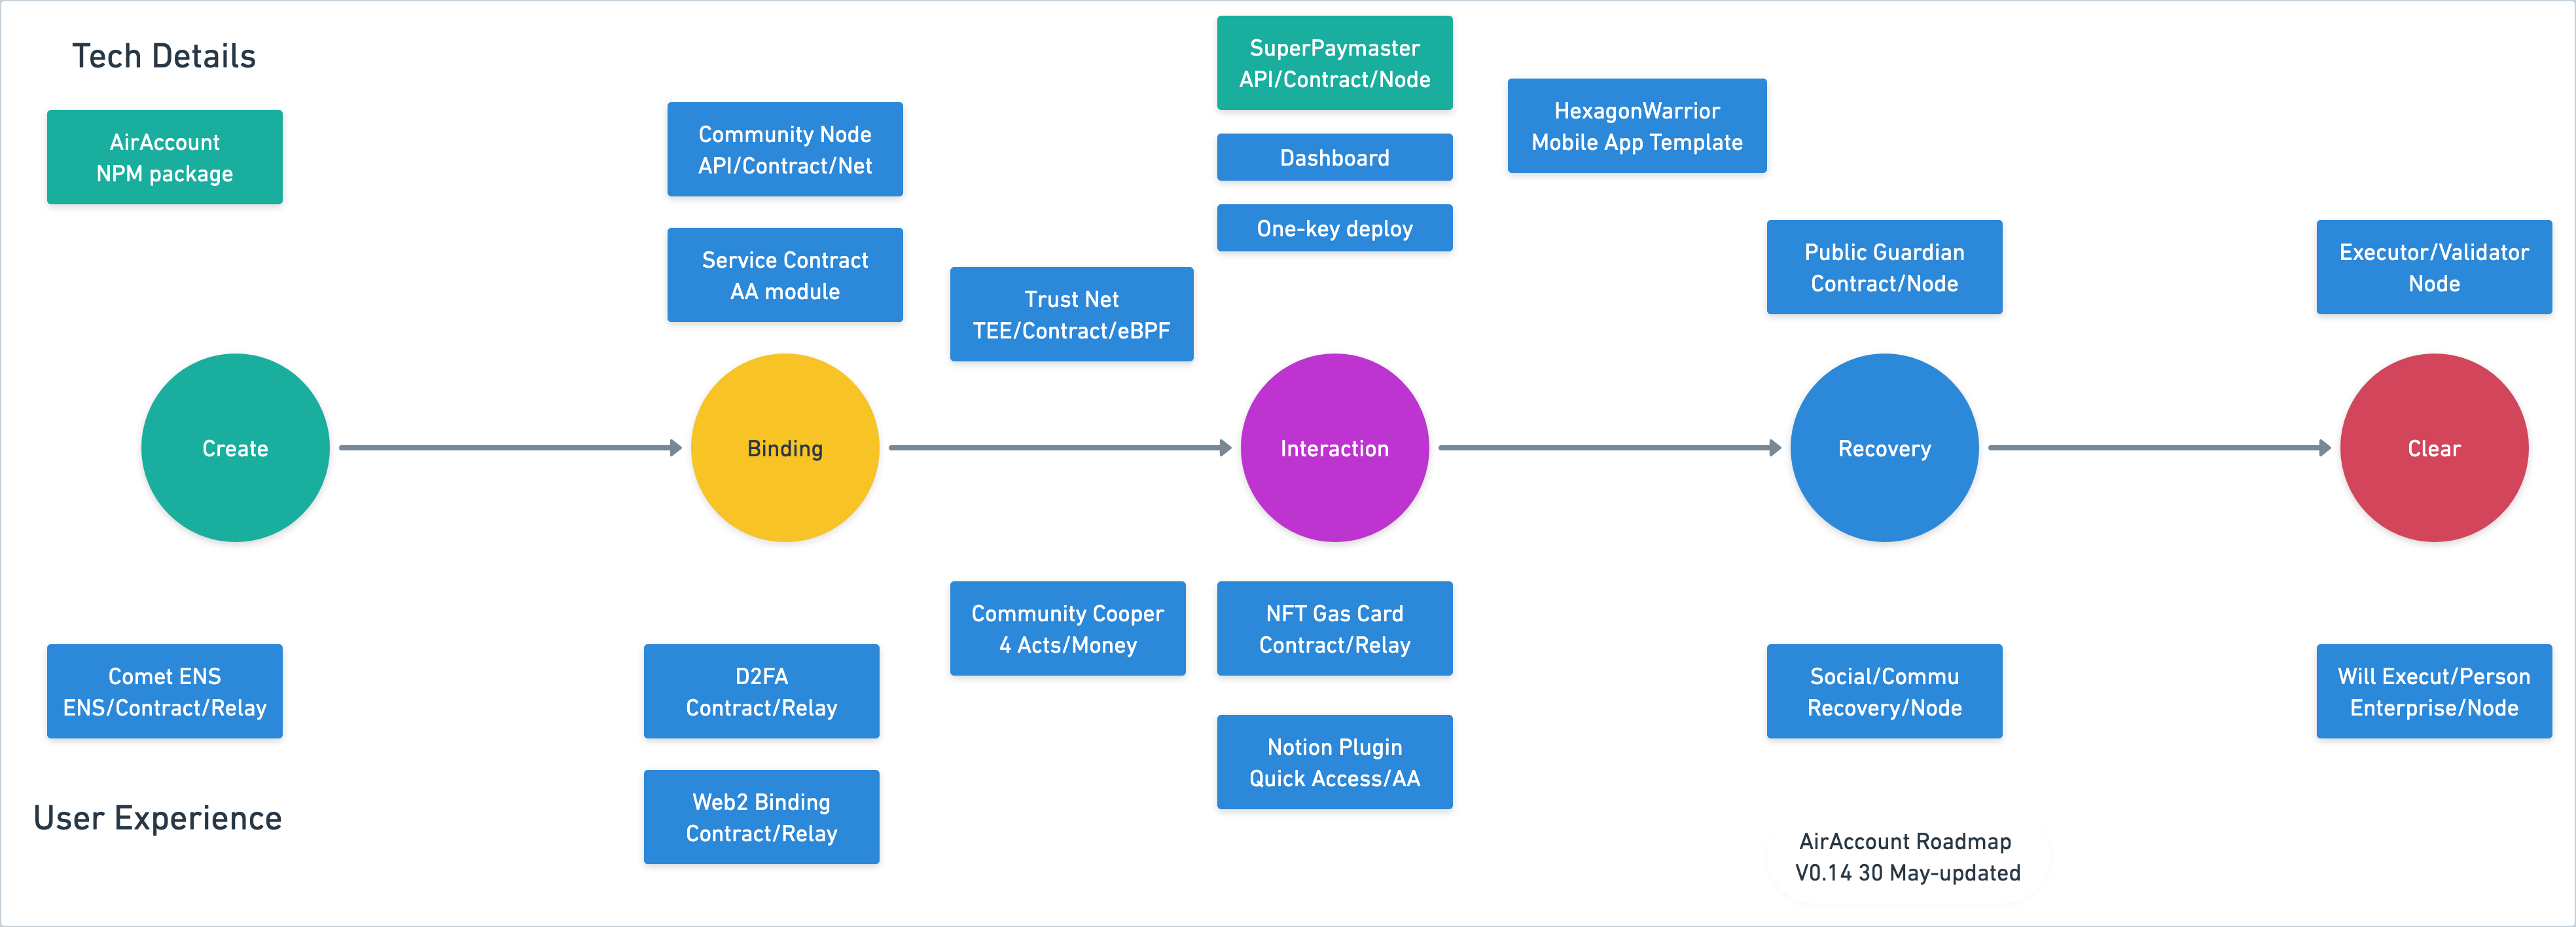 Tech Details
AirAccount
NPM package
Community Node
API/Contract/Net
Service Contract
AA module
Trust Net
TEE/Contract/eBPF
SuperPaymaster
API/Contract/Node
Dashboard
One-key deploy
HexagonWarrior
Mobile App Template
Public Guardian
Contract/Node
Executor/Validator
Node
Create
Binding
Interaction
Recovery
Clear
Comet ENS
ENS/Contract/Relay
D2FA
Contract/Relay
Web2 Binding
Contract/Relay
Community Cooper
4 Acts/Money
NFT Gas Card
Contract/Relay
Notion Plugin
Quick Access/AA
Social/Commu
Recovery/Node
Will Execut/Person
Enterprise/Node
User Experience
AirAccount Roadmap
V0.14 30 May-updated